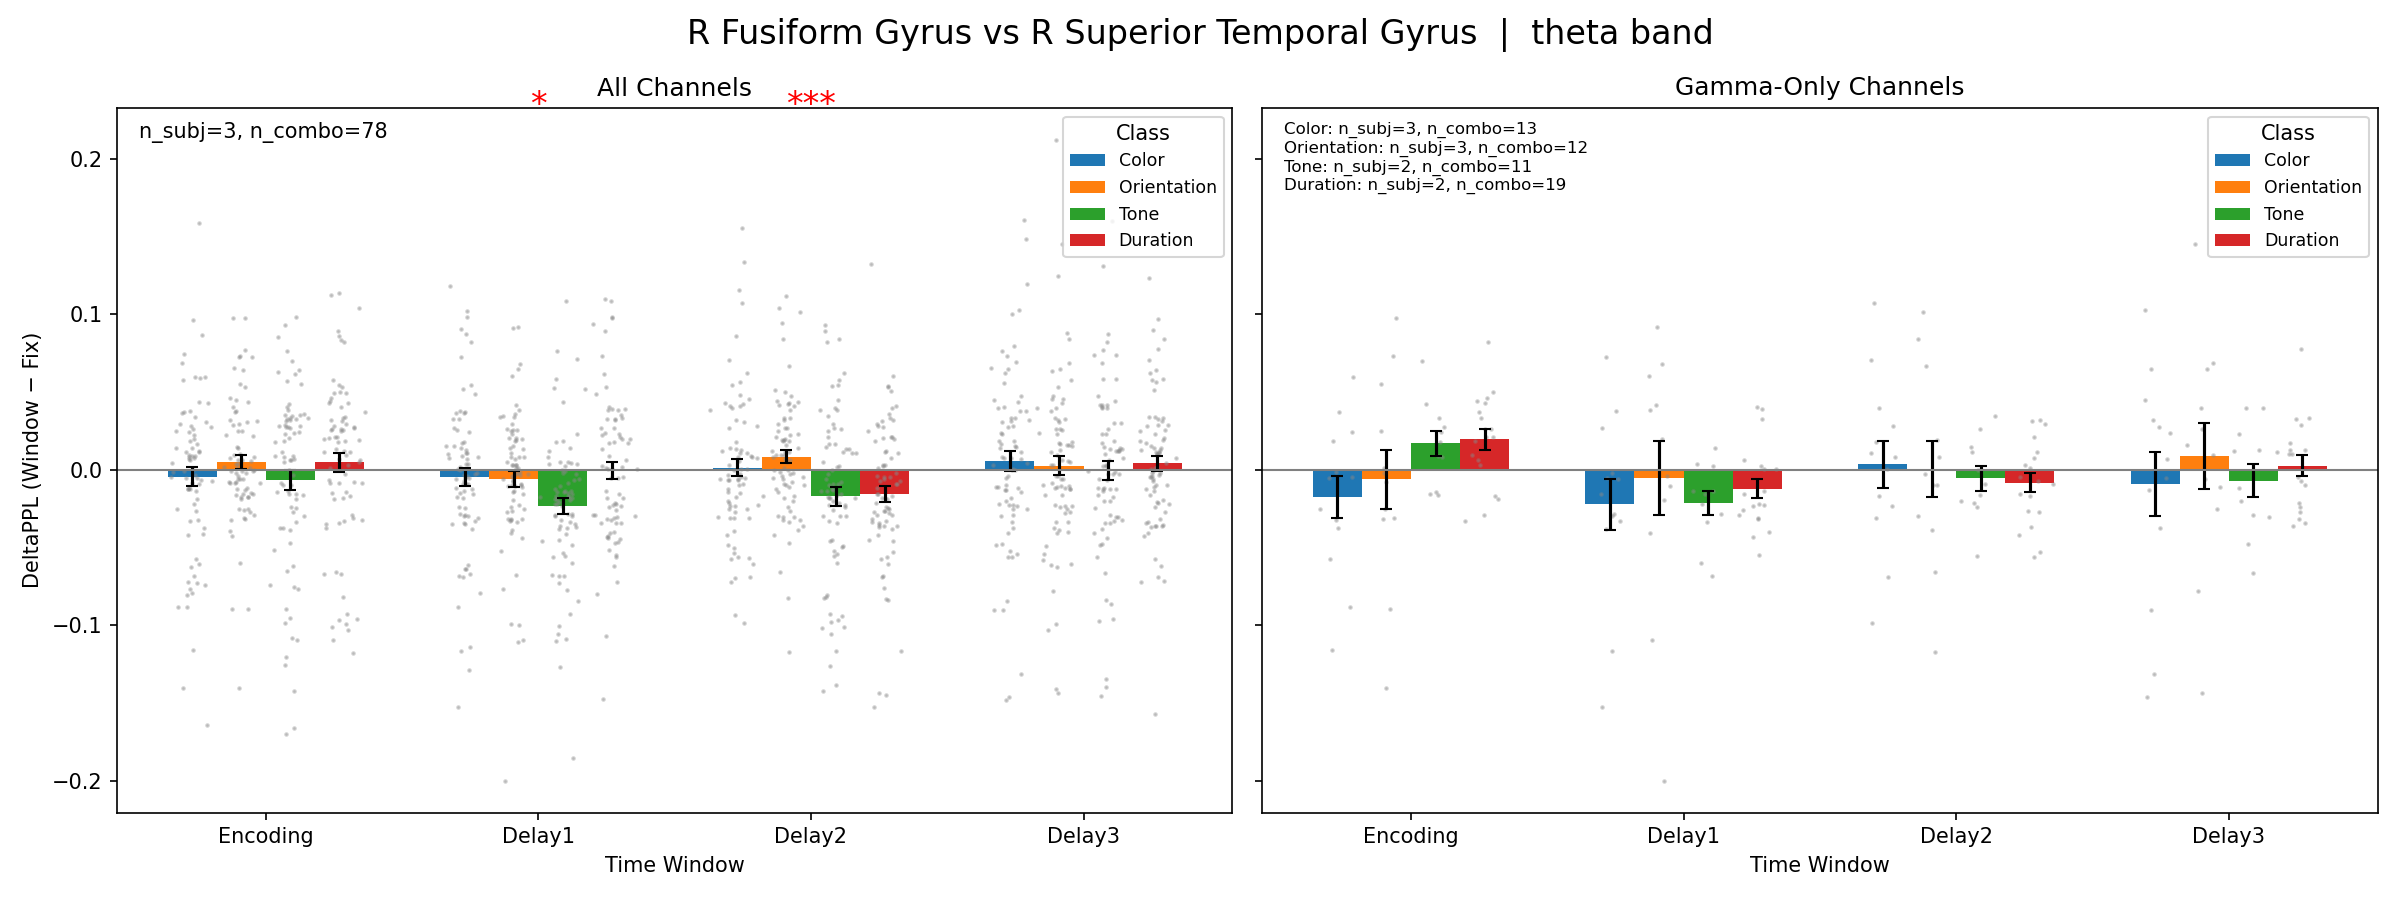 R Fusiform Gyrus vs R Superior Temporal Gyrus  |  theta band
All Channels
*
***
n_subj=3, n_combo=78
Class
Color
Orientation
Tone
Duration
0.2
0.1
0.0
−0.1
−0.2
DeltaPPL (Window − Fix)
Encoding
Delay1
Delay2
Delay3
Time Window
Gamma-Only Channels
Color: n_subj=3, n_combo=13
Orientation: n_subj=3, n_combo=12
Tone: n_subj=2, n_combo=11
Duration: n_subj=2, n_combo=19
Class
Color
Orientation
Tone
Duration
Encoding
Delay1
Delay2
Delay3
Time Window